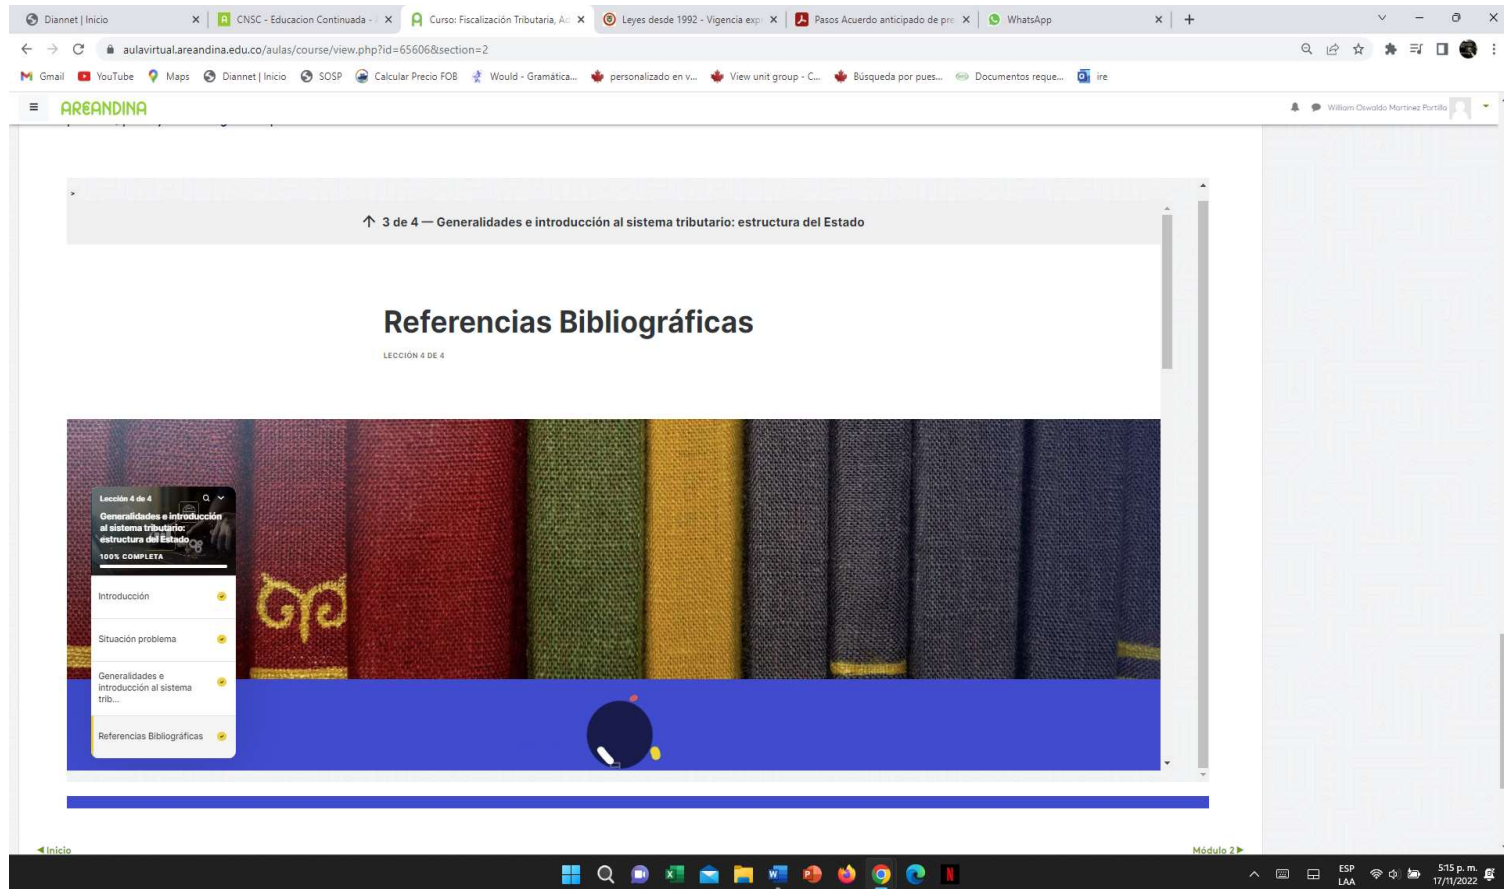 Diannet | Inicio
CNSC - Educacion Continuada -
Curso: Fiscalización Tributaria, Ac
Leyes desde 1992 - Vigencia exp
Pasos Acuerdo anticipado de pre
WhatsApp
aulavirtual.areandina.edu.co/aulas/course/view.php?id=65606&section=2
Gmail
YouTube
Maps
Diannet | Inicio
SOSP
Calcular Precio FOB
Would - Gramática...
personalizado en v...
View unit group - C...
Búsqueda por pues...
Documentos reque...
ire
AREANDINA
William Oswaldo Martinez Portilla
>
3 de 4 — Generalidades e introducción al sistema tributario: estructura del Estado
Referencias Bibliográficas
LECCIÓN 4 DE 4
Lección 4 de 4
Generalidades e introducción
al sistema tributario:
estructura del Estado
100% COMPLETA
Introducción
Situación problema
Generalidades e
introducción al sistema
trib...
Referencias Bibliográficas
◄Inicio
Módulo 2►
ESP
LAA
5:15 p. m.
17/11/2022